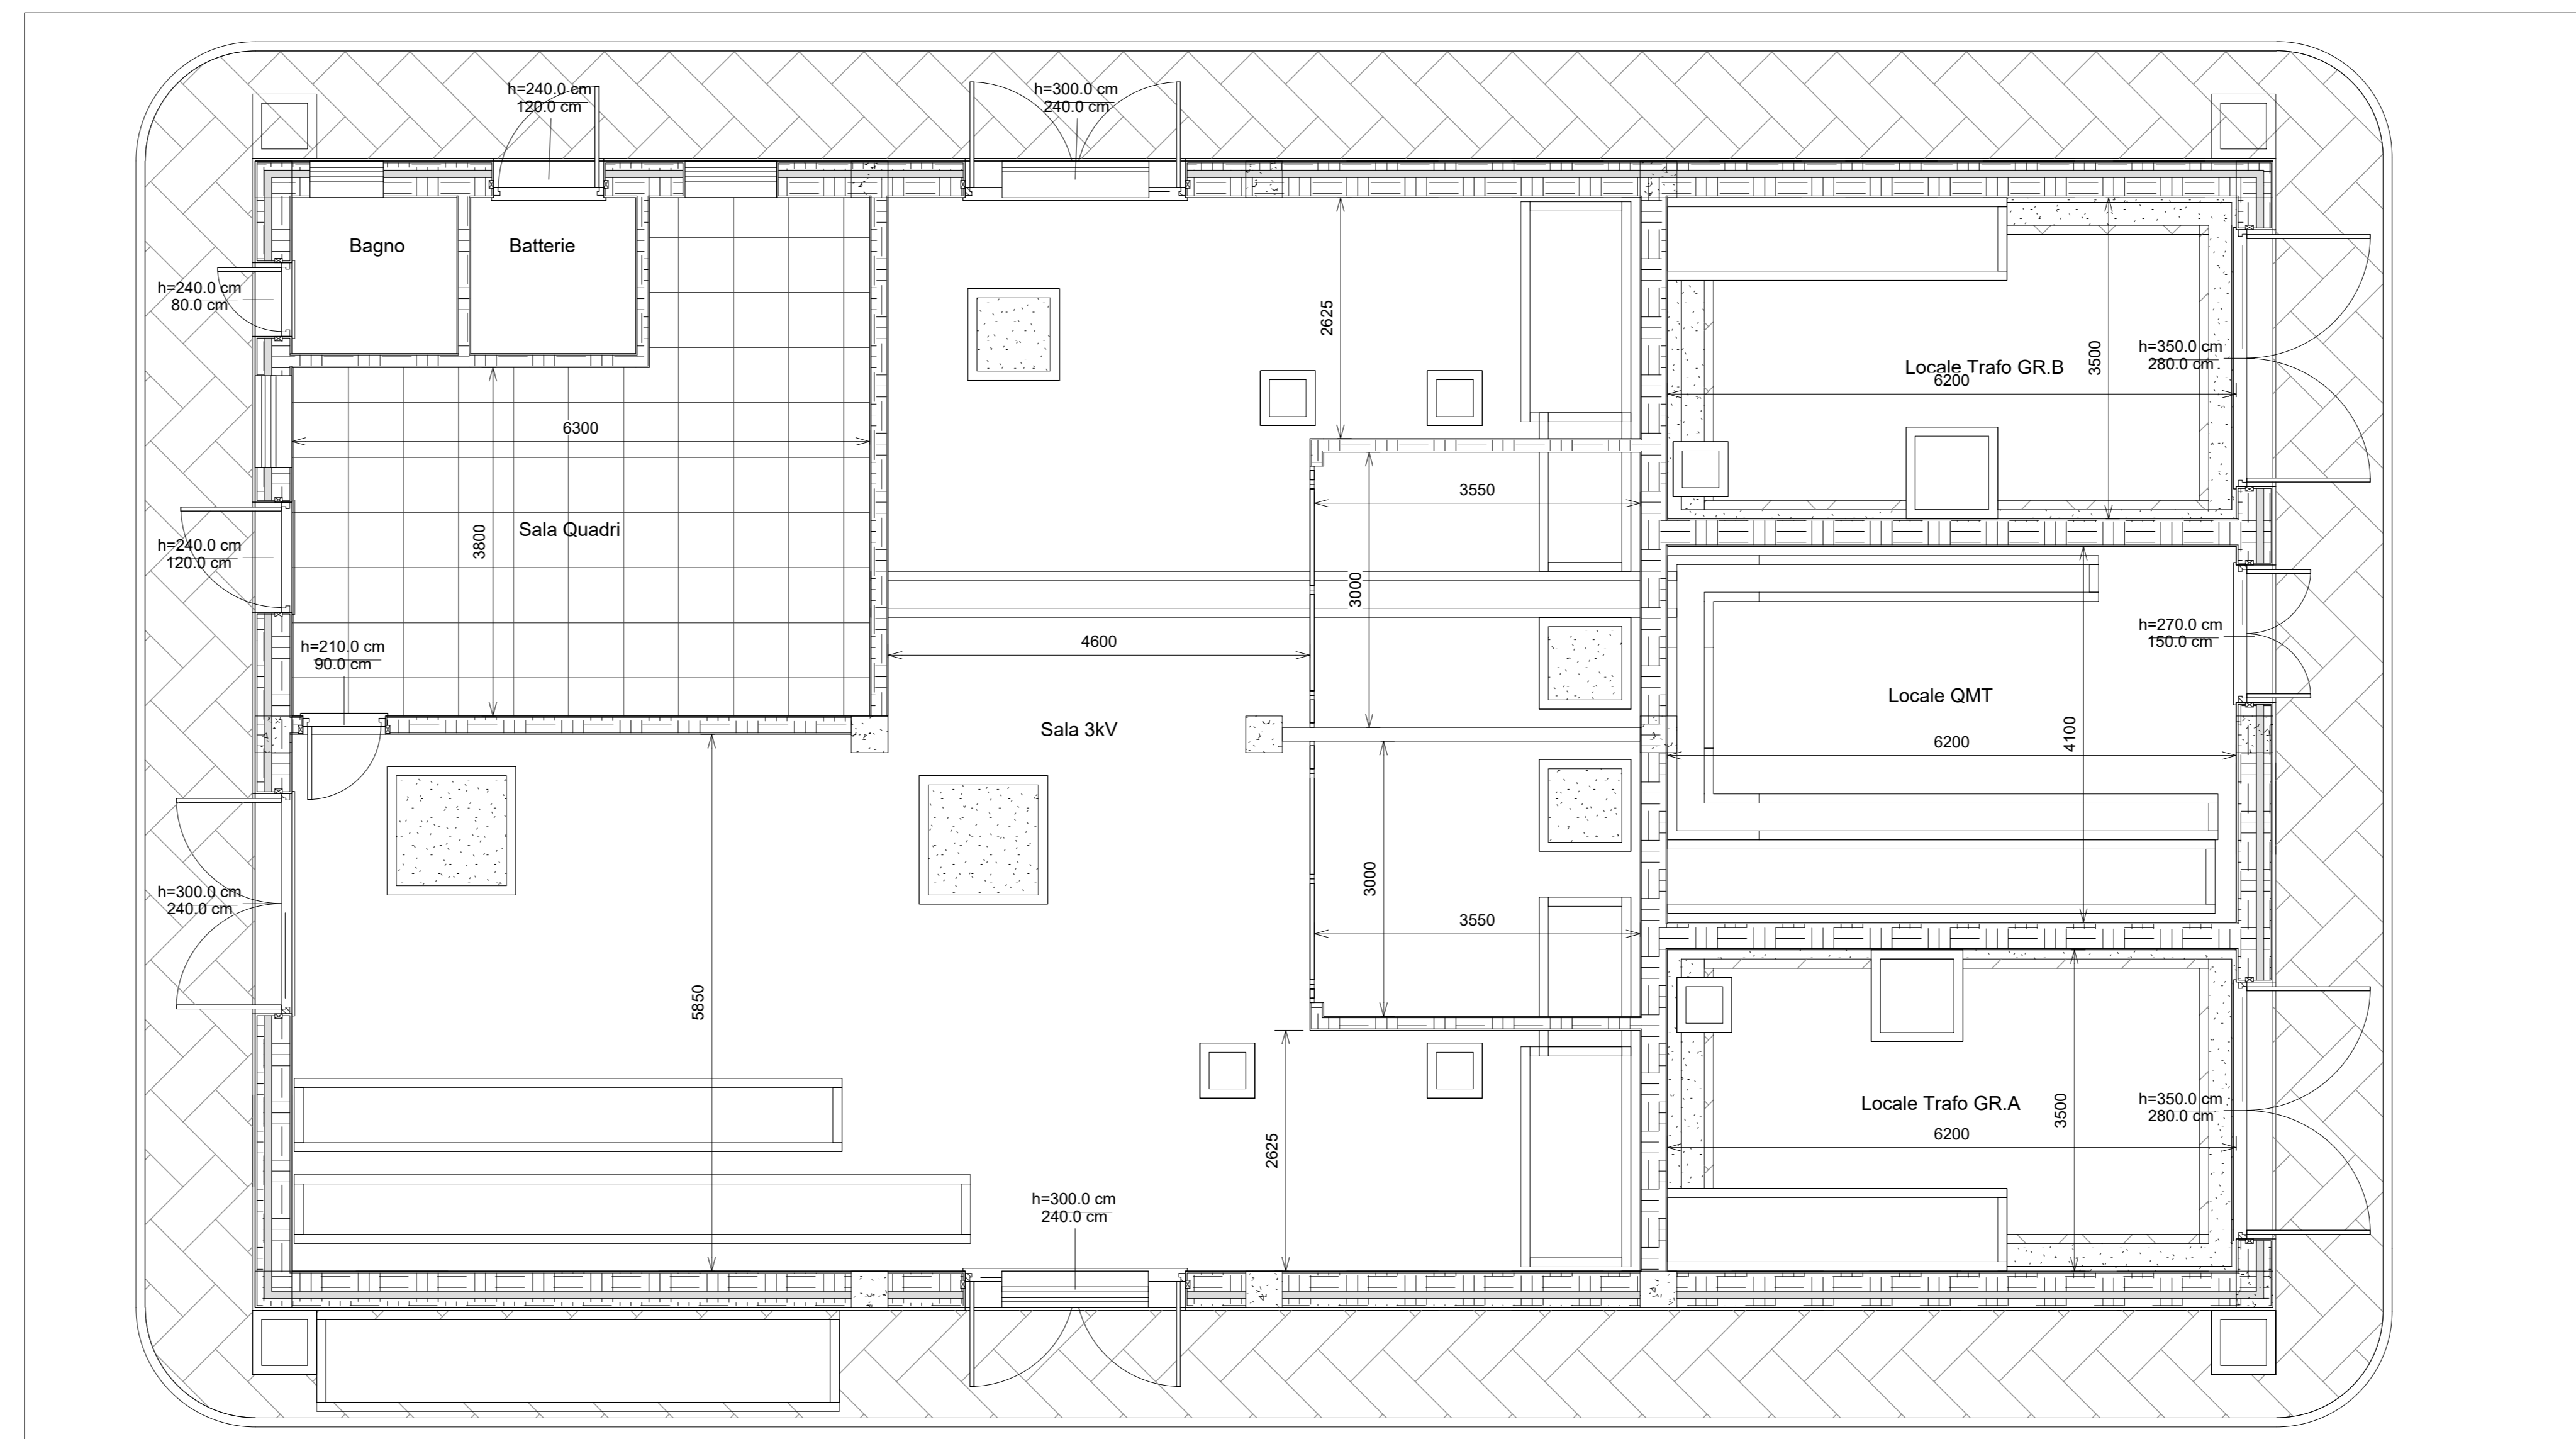 h=240.0 cm
120.0 cm
h=300.0 cm
240.0 cm
Bagno
Batterie
h=240.0 cm
80.0 cm
2625
3500
h=350.0 cm
280.0 cm
Locale Trafo GR.B
6200
6300
3550
3800
Sala Quadri
h=240.0 cm
120.0 cm
3000
h=210.0 cm
90.0 cm
4600
h=270.0 cm
150.0 cm
Locale QMT
Sala 3kV
4100
6200
3000
h=300.0 cm
240.0 cm
3550
5850
Locale Trafo GR.A
3500
h=350.0 cm
280.0 cm
6200
2625
h=300.0 cm
240.0 cm